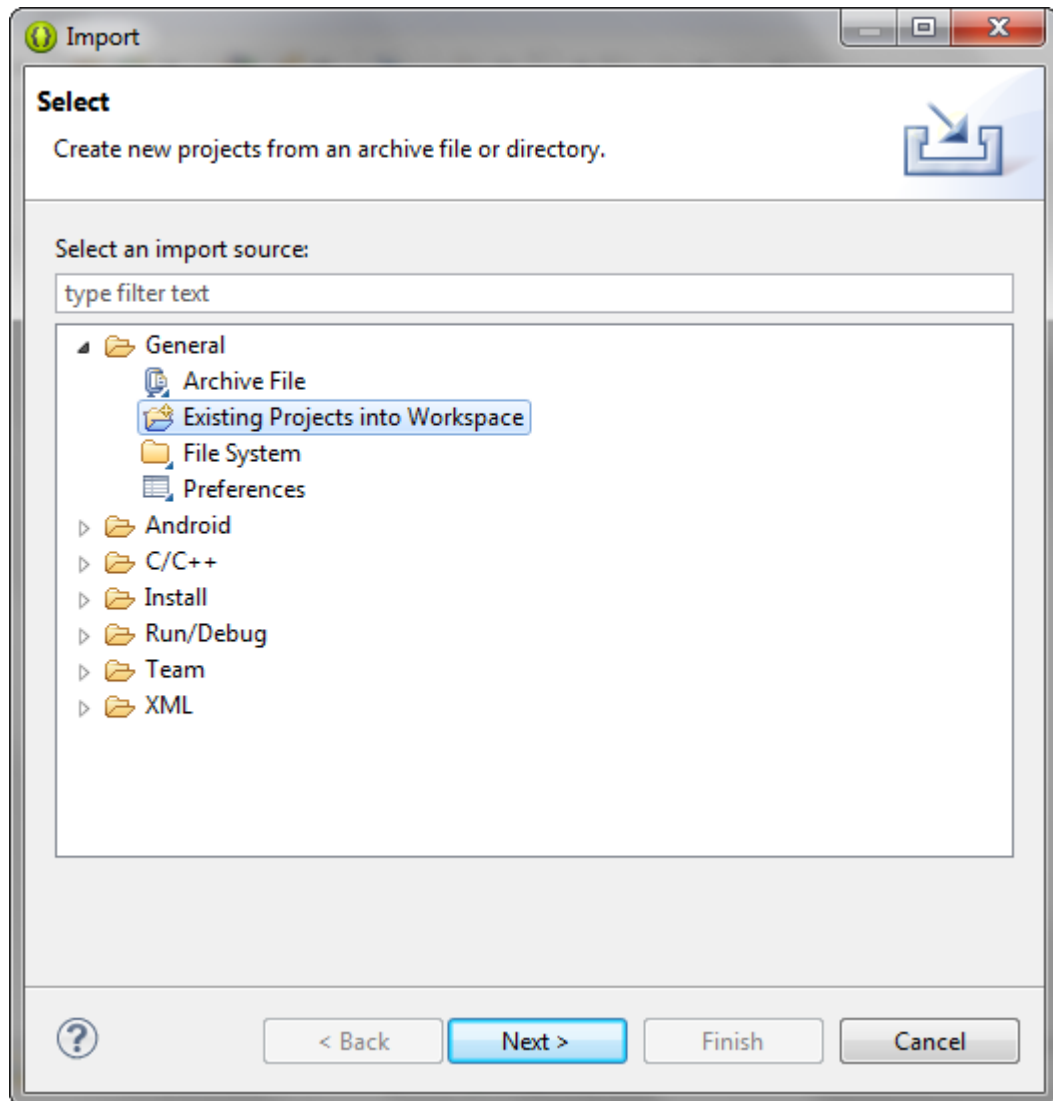 Import
Select
Create new projects from an archive file or directory.
Select an import source:
type filter text
General
Archive File
Existing Projects into Workspace
File System
Preferences
Android
C/C++
Install
Run/Debug
Team
XML
? < Back Next > Finish Cancel